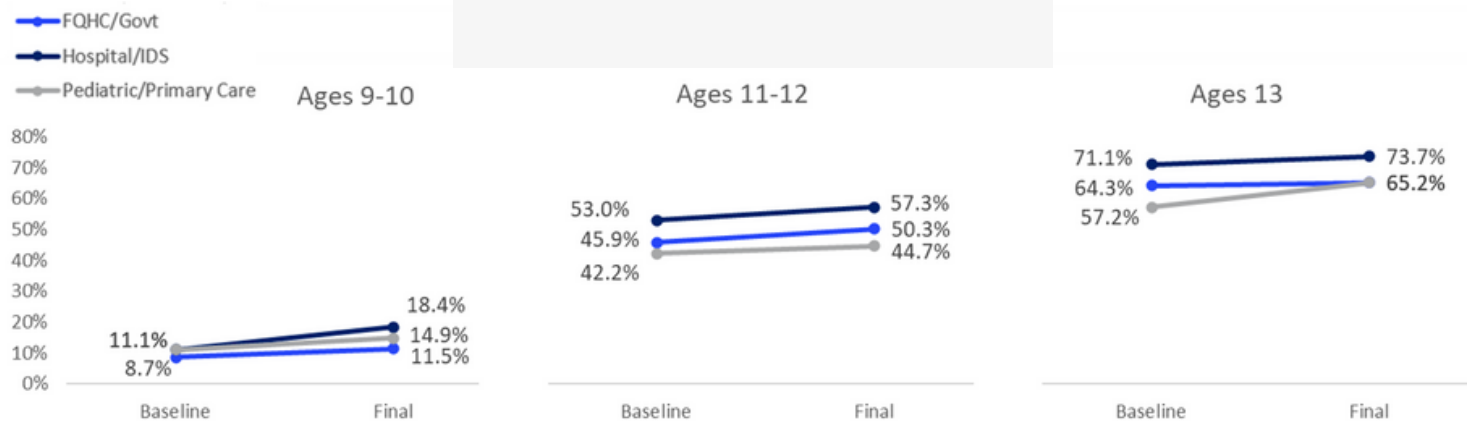 FQHC/Govt
Hospital/IDS
Pediatric/Primary Care
Ages 9-10
Ages 11-12
Ages 13
80%
70%
60%
50%
40%
30%
20%
10%
0%
11.1%
8.7%
18.4%
14.9%
11.5%
Baseline
Final
53.0%
45.9%
42.2%
57.3%
50.3%
44.7%
Baseline
Final
71.1%
64.3%
57.2%
73.7%
65.2%
Baseline
Final